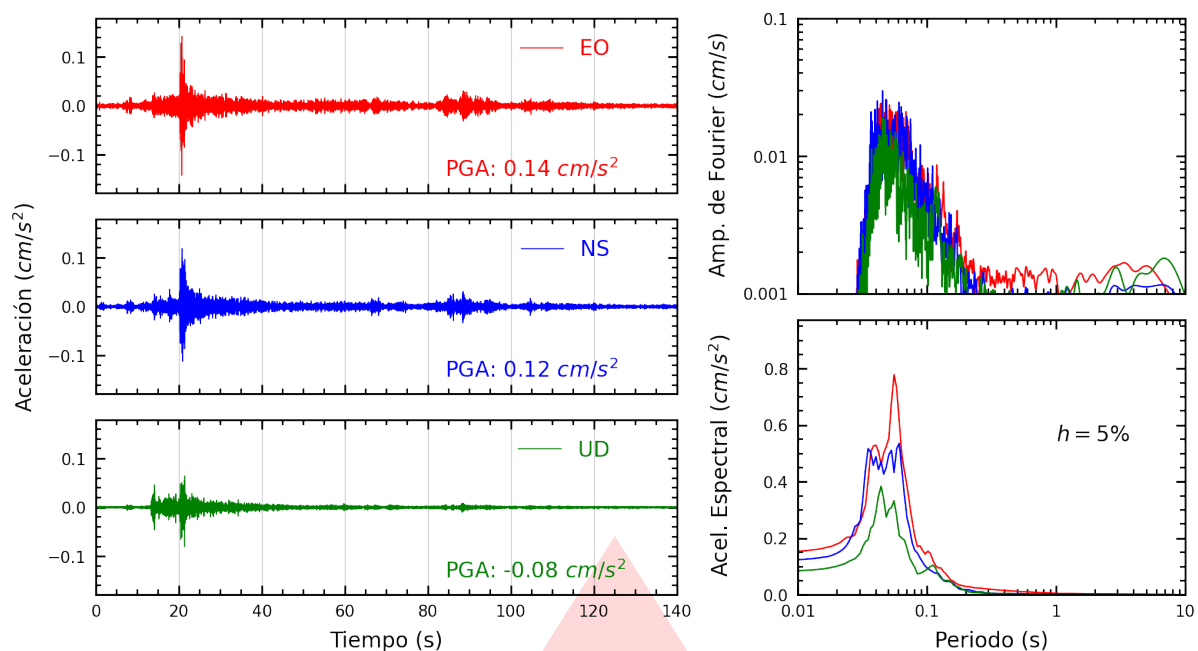 Aceleración (cm/s²)
0.1
0.0
−0.1
EO
PGA: 0.14 cm/s²
0.1
0.0
−0.1
NS
PGA: 0.12 cm/s²
0.1
0.0
−0.1
UD
PGA: -0.08 cm/s²
0 20 40 60 80 100 120 140
Tiempo (s)
Amp. de Fourier (cm/s)
0.1
0.01
0.001
Acel. Espectral (cm/s²)
0.8
0.6
0.4
0.2
0.0
h = 5%
0.01 0.1 1 10
Periodo (s)